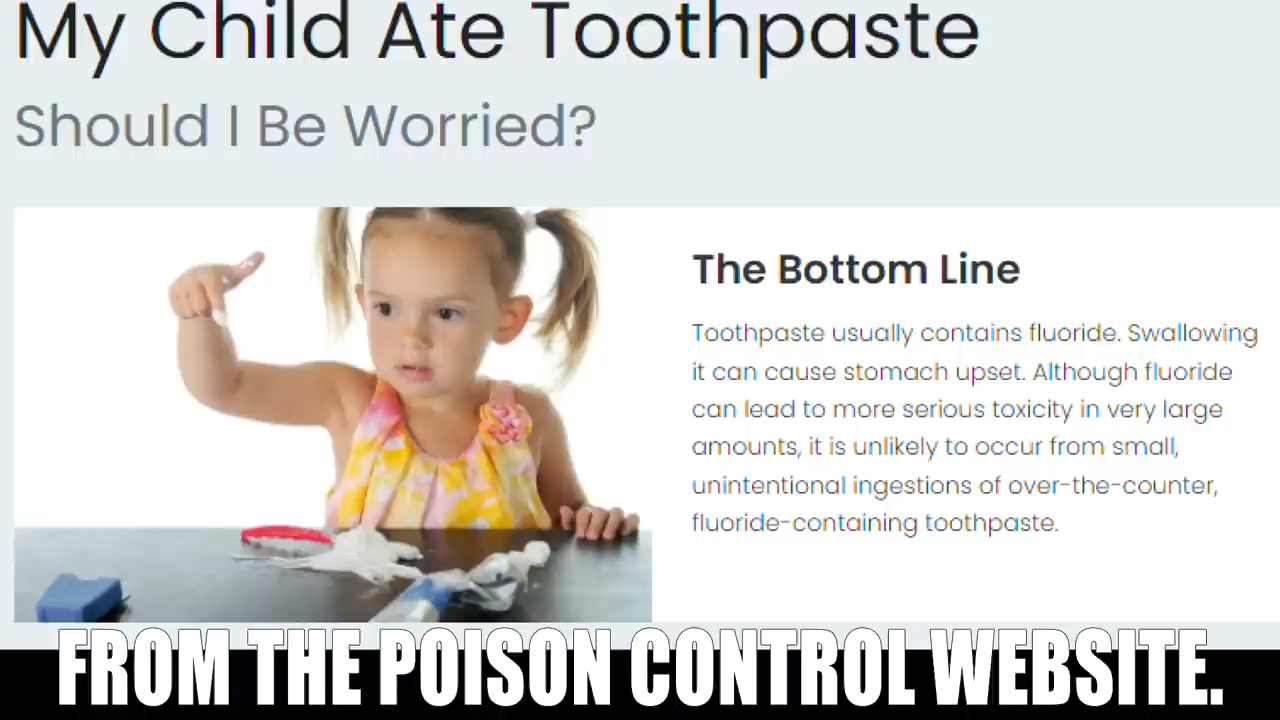 My Child Ate Toothpaste
Should I Be Worried?
The Bottom Line
Toothpaste usually contains fluoride. Swallowing
it can cause stomach upset. Although fluoride
can lead to more serious toxicity in very large
amounts, it is unlikely to occur from small,
unintentional ingestions of over-the-counter,
fluoride-containing toothpaste.
FROM THE POISON CONTROL WEBSITE.